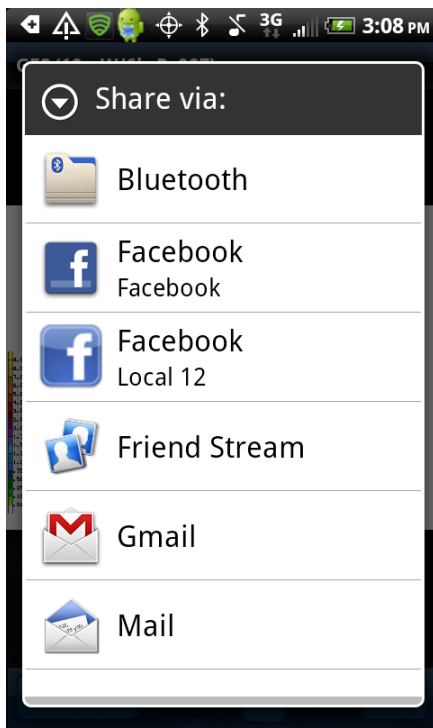 3G
3:08 PM
Share via:
Bluetooth
Facebook
Facebook
Facebook
Local 12
Friend Stream
Gmail
Mail